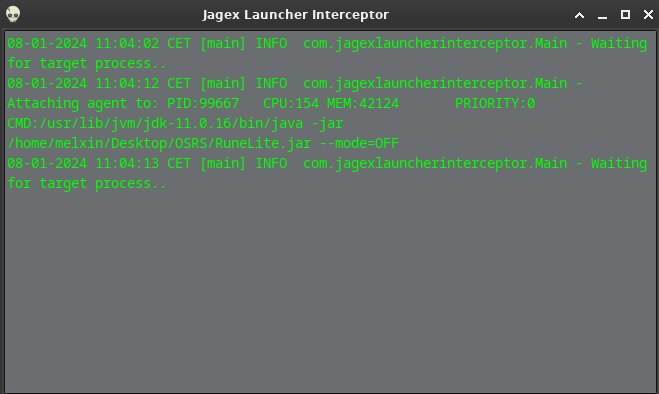 Jagex Launcher Interceptor
08-01-2024 11:04:02 CET [main] INFO  com.jagexlauncherinterceptor.Main - Waiting
for target process..
08-01-2024 11:04:12 CET [main] INFO  com.jagexlauncherinterceptor.Main -
Attaching agent to: PID:99667   CPU:154 MEM:42124       PRIORITY:0
CMD:/usr/lib/jvm/jdk-11.0.16/bin/java -jar
/home/melxin/Desktop/OSRS/RuneLite.jar --mode=OFF
08-01-2024 11:04:13 CET [main] INFO  com.jagexlauncherinterceptor.Main - Waiting
for target process..